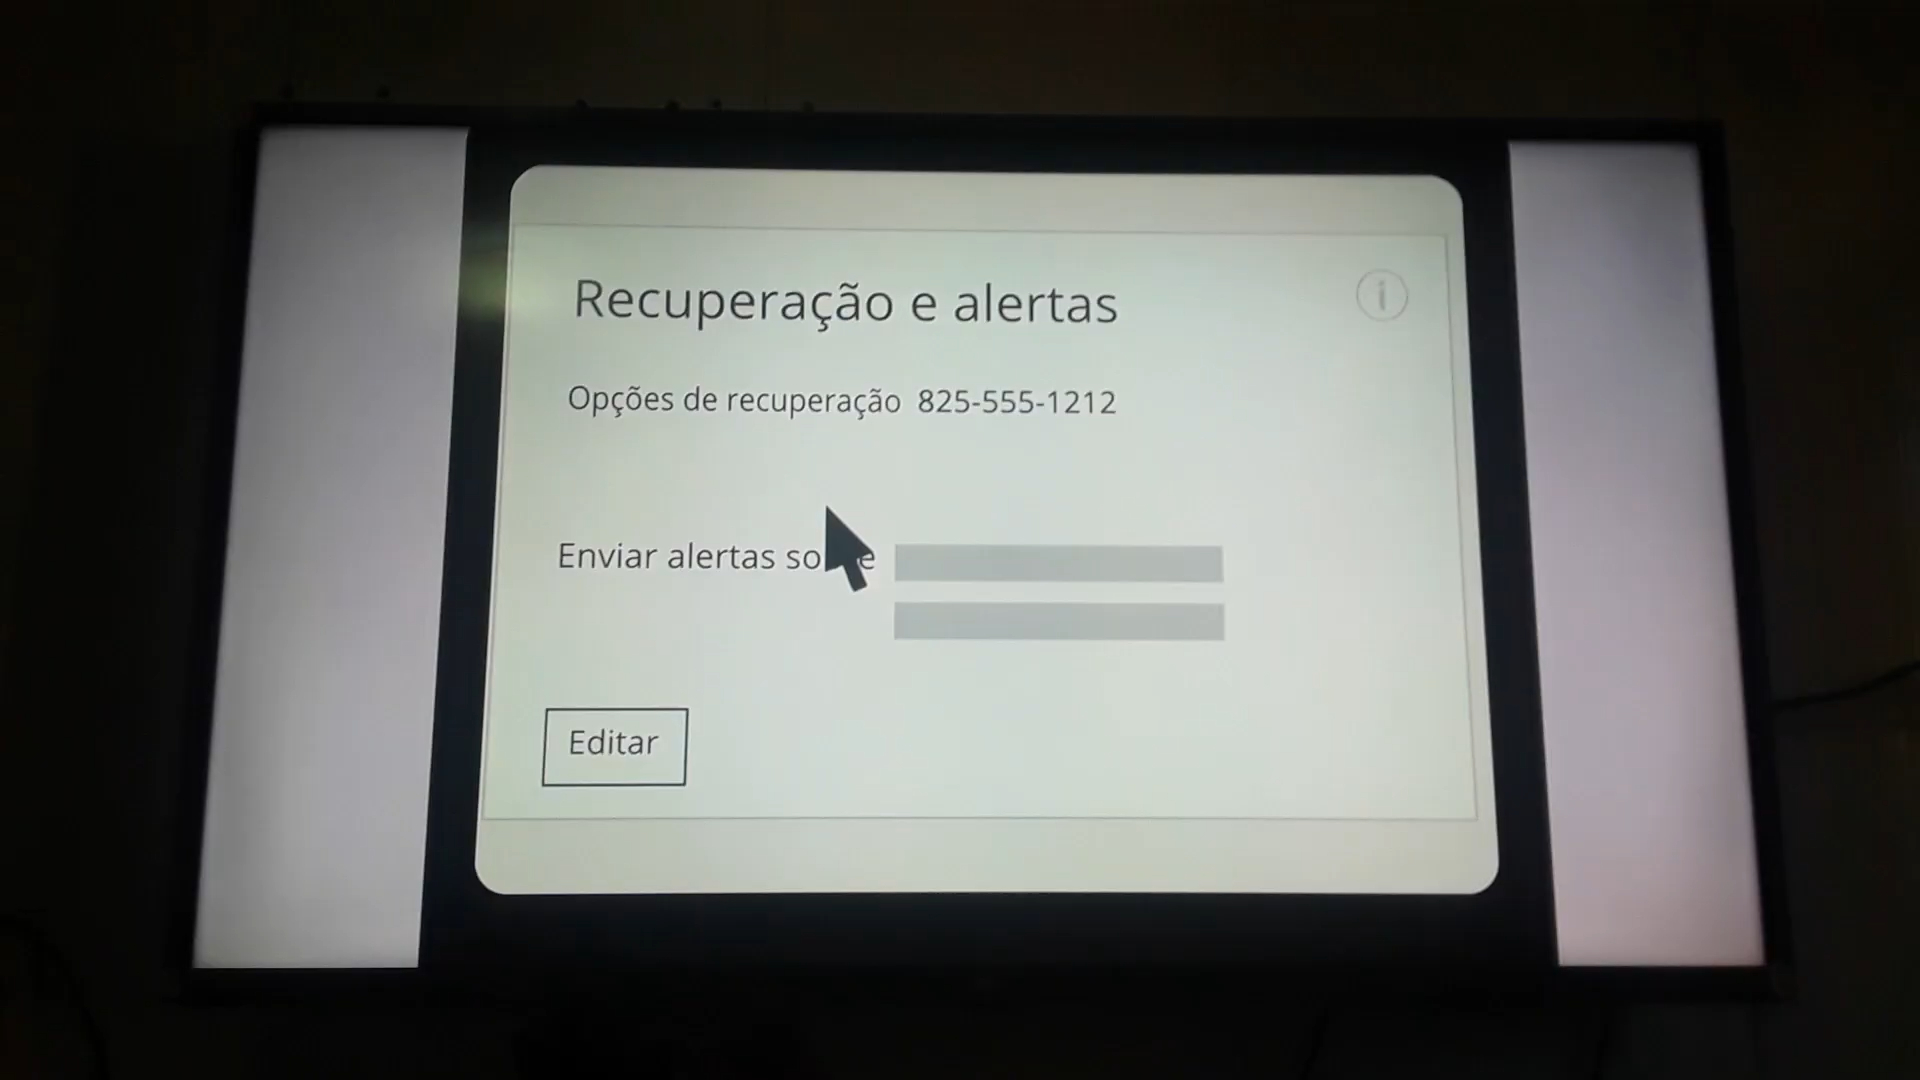 Recuperação e alertas
i
Opções de recuperação 825-555-1212
Enviar alertas
Editar